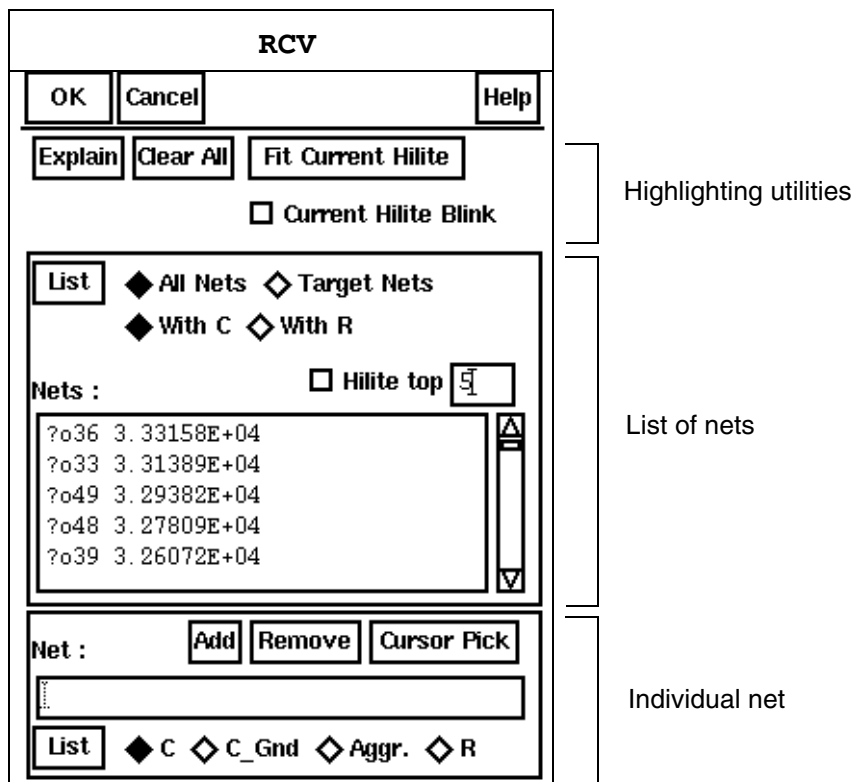 RCV
OK Cancel Help
Explain Clear All Fit Current Hilite
Current Hilite Blink
Highlighting utilities
List All Nets Target Nets
With C With R
Nets : Hilite top 5
?o36 3.33158E+04
?o33 3.31389E+04
?o49 3.29382E+04
?o48 3.27809E+04
?o39 3.26072E+04
List of nets
Net : Add Remove Cursor Pick
List C C_Gnd Aggr. R
Individual net